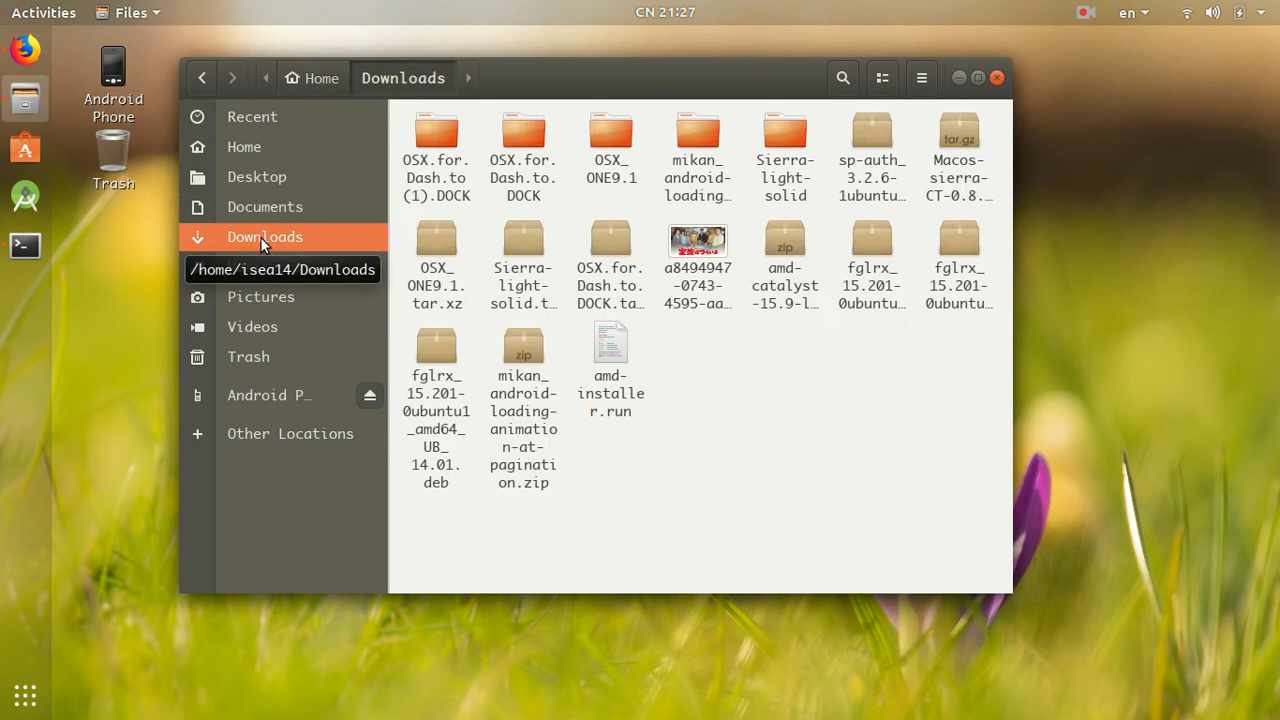 Activities
Files
CN 21:27
en
Android
Phone
Trash
Home
Downloads
Recent
Home
Desktop
Documents
Downloads
/home/isea14/Downloads
Pictures
Videos
Trash
Android P…
Other Locations
OSX.for.
Dash.to
(1).DOCK
OSX.for.
Dash.to.
DOCK
OSX_
ONE9.1
mikan_
android-
loading…
Sierra-
light-
solid
sp-auth_
3.2.6-
1ubuntu…
tar.gz
Macos-
sierra-
CT-0.8.…
OSX_
ONE9.1.
tar.xz
Sierra-
light-
solid.t…
OSX.for.
Dash.to.
DOCK.ta…
a8494947
-0743-
4595-aa…
zip
amd-
catalyst
-15.9-l…
fglrx_
15.201-
0ubuntu…
fglrx_
15.201-
0ubuntu…
fglrx_
15.201-
0ubuntu1
_amd64_
UB_
14.01.
deb
zip
mikan_
android-
loading-
animatio
n-at-
paginati
on.zip
amd-
installe
r.run